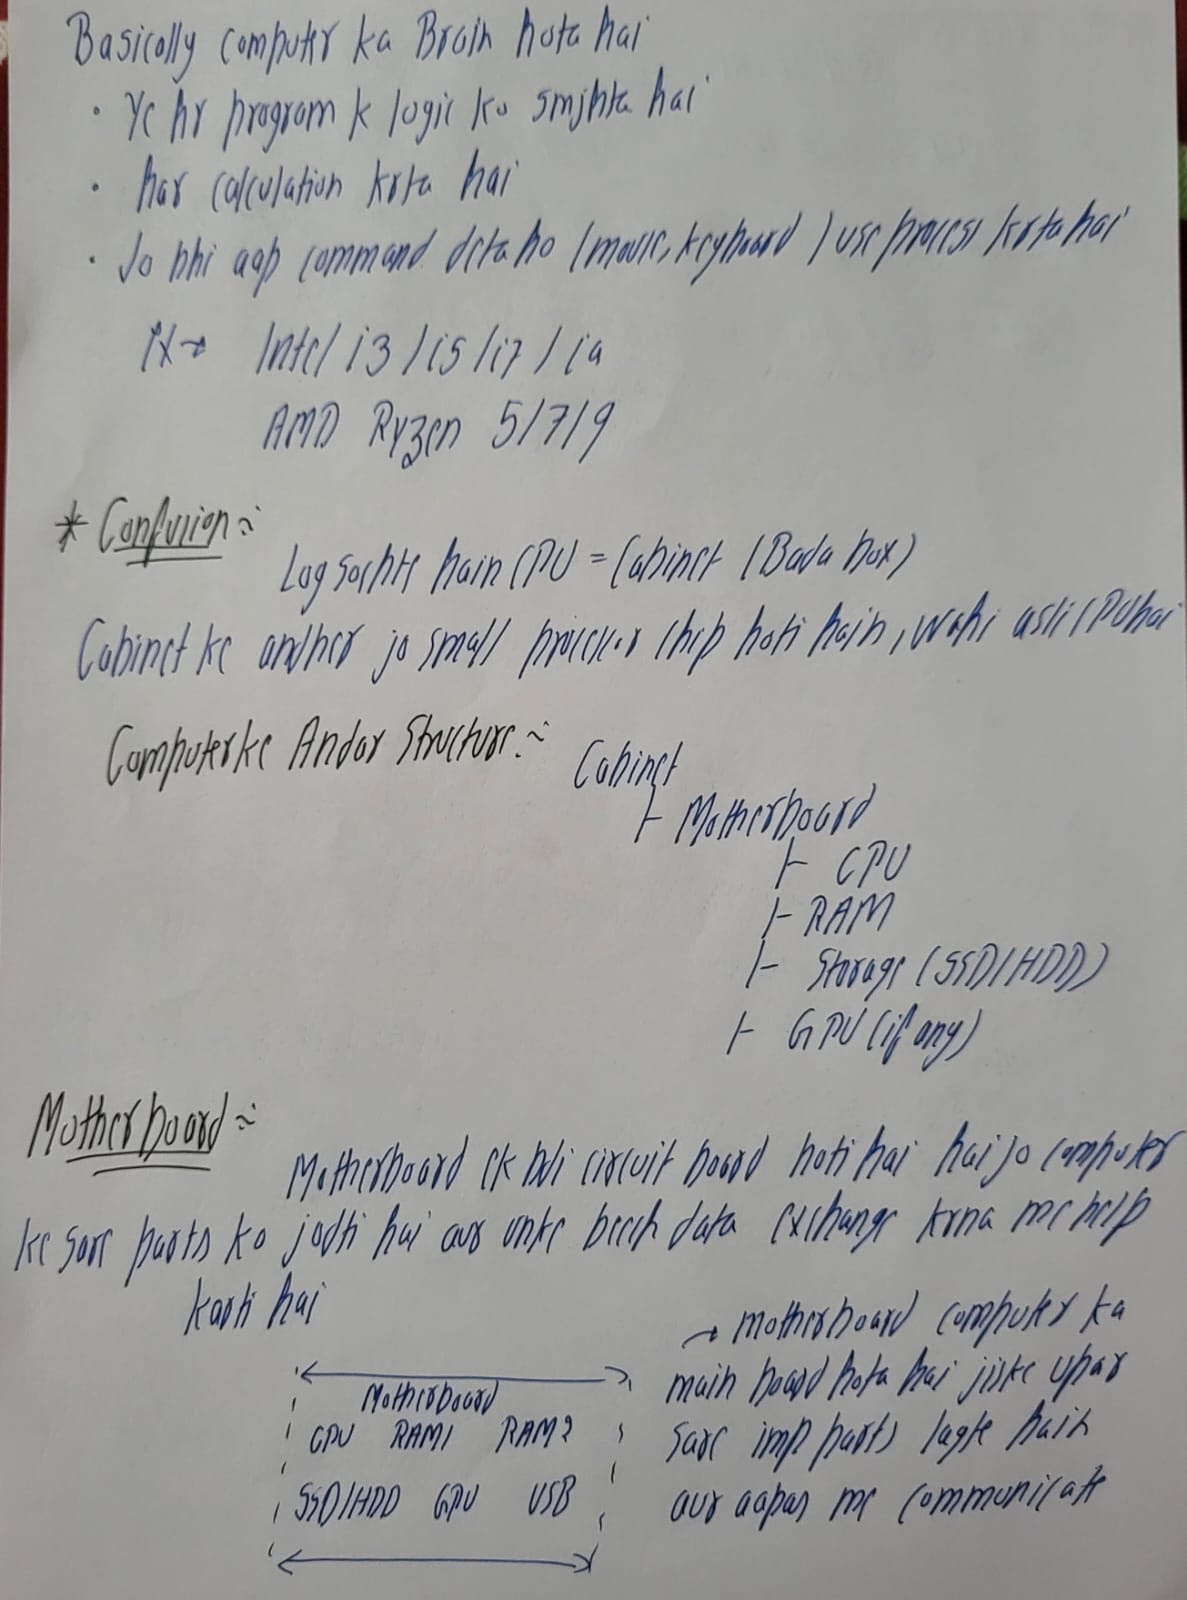 Basically computer ka Brain hota hai
• Ye hr program k logic ko smjhta hai
• har calculation krta hai
• Jo bhi aap command deta ho (mouse, keyboard) use process krta hai
Ex→ Intel i3/i5/i7/i9
AMD Ryzen 5/7/9
* Confusion :~
Log sochte hain CPU = Cabinet (Bada box)
Cabinet ke andher jo small processor chip hoti hain, wahi asli CPU hai
Computer ke Andar Structure :~
Cabinet
├ Motherboard
├ CPU
├ RAM
├ Storage (SSD/HDD)
├ GPU (if any)
Motherboard :~
Motherboard ek bdi circuit board hoti hai hai jo computer
ke sare parts ko jodti hai aur unke beech data exchange krna me help
karti hai
Motherboard
CPU RAM1 RAM2
SSD/HDD GPU USB
→ motherboard computer ka
main board hota hai jiske upar
sare imp parts lagte hain
aur aapas me communicate